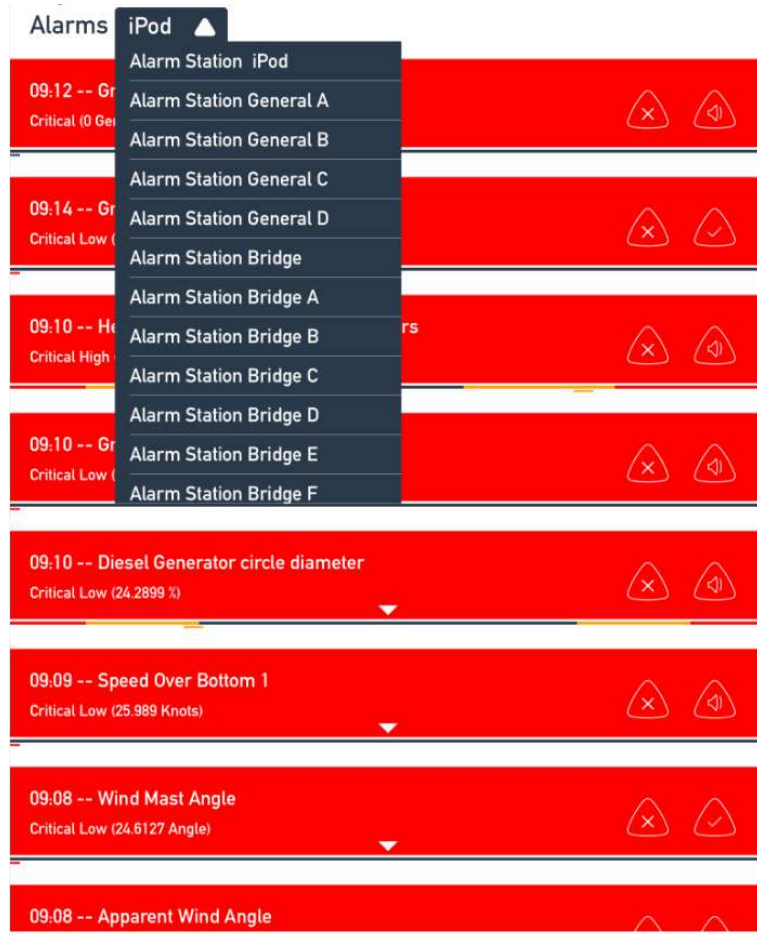 Alarms iPod
Alarm Station iPod
Alarm Station General A
Alarm Station General B
Alarm Station General C
Alarm Station General D
Alarm Station Bridge
Alarm Station Bridge A
Alarm Station Bridge B
Alarm Station Bridge C
Alarm Station Bridge D
Alarm Station Bridge E
Alarm Station Bridge F
09:12 -- Gr
Critical (0 Ge
09:14 -- Gr
Critical Low (
09:10 -- He rs
Critical High
09:10 -- Gr
Critical Low (
09:10 -- Diesel Generator circle diameter
Critical Low (24.2899 %)
09:09 -- Speed Over Bottom 1
Critical Low (25.989 Knots)
09:08 -- Wind Mast Angle
Critical Low (24.6127 Angle)
09:08 -- Apparent Wind Angle